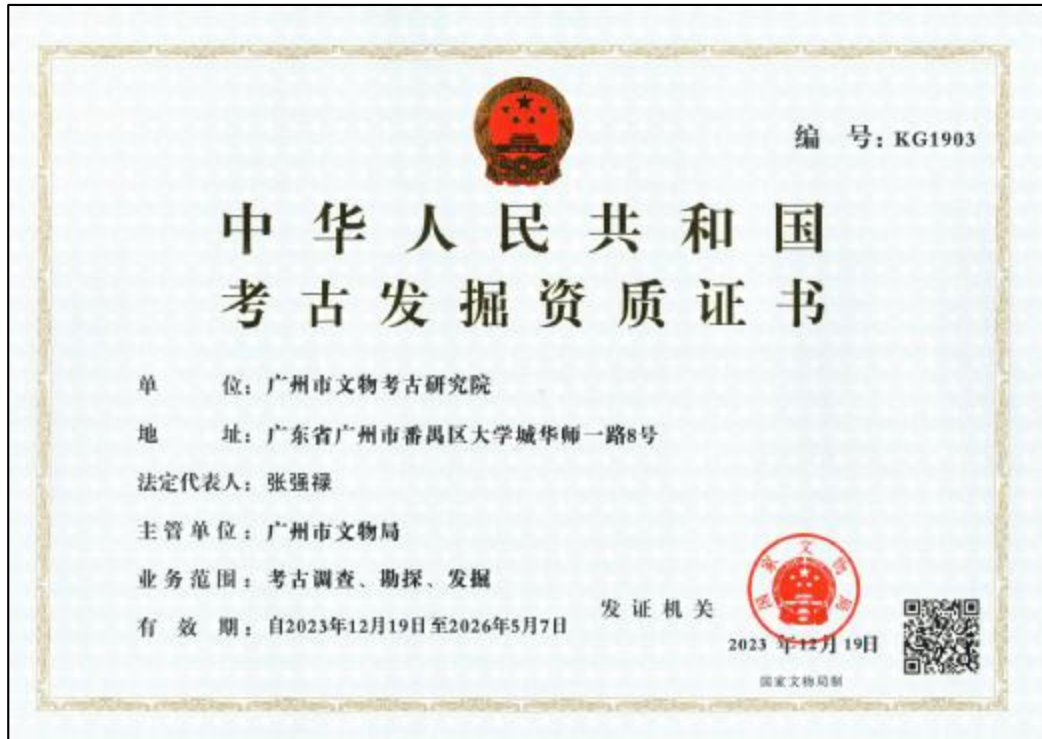 编 号：KG1903
中华人民共和国
考古发掘资质证书
单 位：广州市文物考古研究院
地 址：广东省广州市番禺区大学城华师一路8号
法定代表人：张强禄
主管单位：广州市文物局
业务范围：考古调查、勘探、发掘
有 效 期：自2023年12月19日至2026年5月7日
发证机关
国家文物局
2023 年12月 19日
国家文物局制